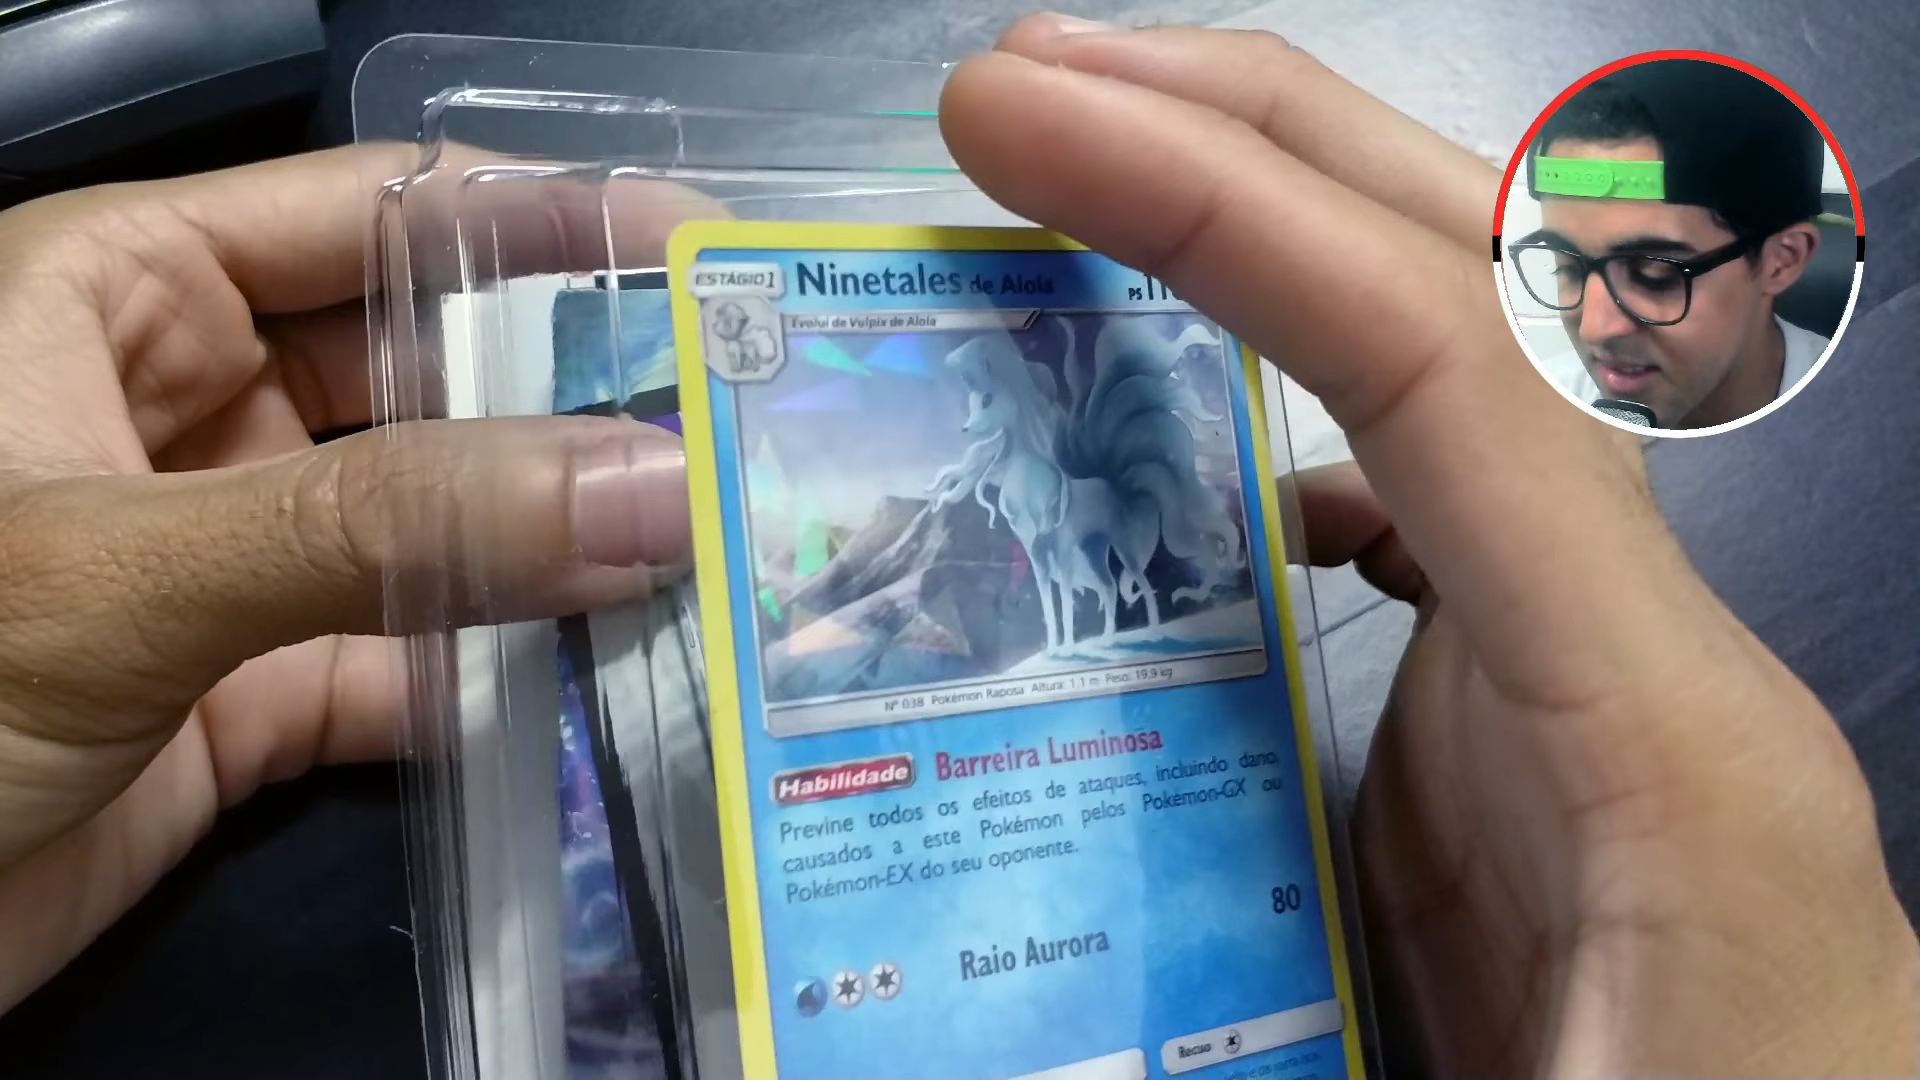 ESTÁGIO 1
Ninetales de Alola
PS
Evolui de Vulpix de Alola
Nº 038 Pokémon Raposa Altura: 1,1 m Peso: 19,9 kg
Habilidade Barreira Luminosa
Previne todos os efeitos de ataques, incluindo dano,
causados a este Pokémon pelos Pokémon-GX ou
Pokémon-EX do seu oponente.
Raio Aurora 80
Recuo